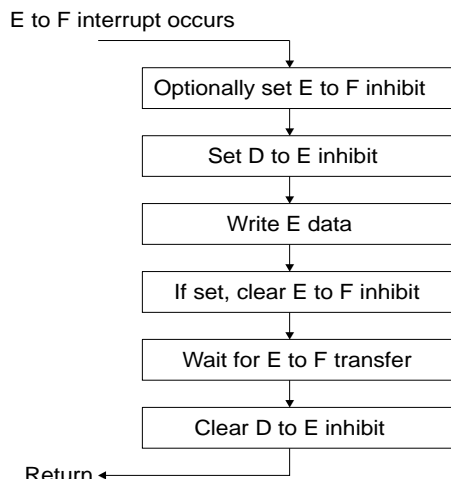 E to F interrupt occurs
Optionally set E to F inhibit
Set D to E inhibit
Write E data
If set, clear E to F inhibit
Wait for E to F transfer
Clear D to E inhibit
Return